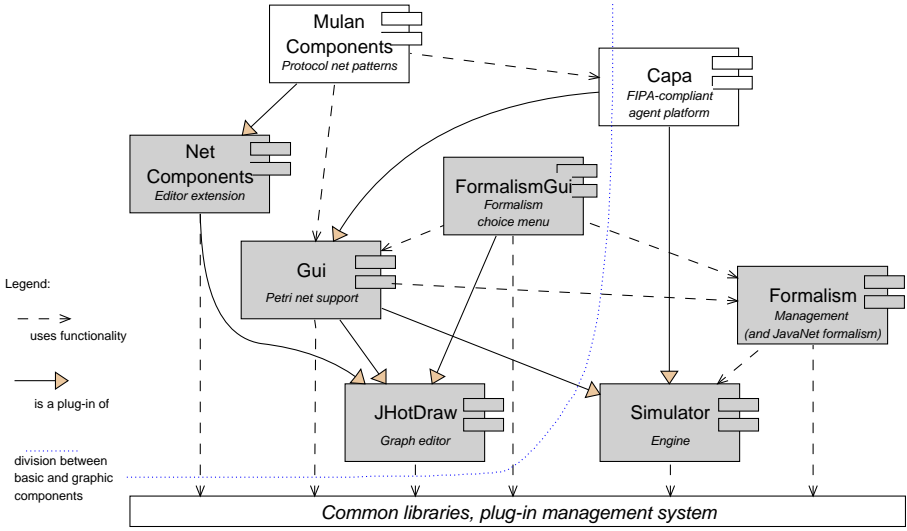 Mulan
Components
Protocol net patterns
Capa
FIPA-compliant
agent platform
Net
Components
Editor extension
FormalismGui
Formalism
choice menu
Gui
Petri net support
Formalism
Management
(and JavaNet formalism)
Legend:
uses functionality
is a plug-in of
division between
basic and graphic
components
JHotDraw
Graph editor
Simulator
Engine
Common libraries, plug-in management system